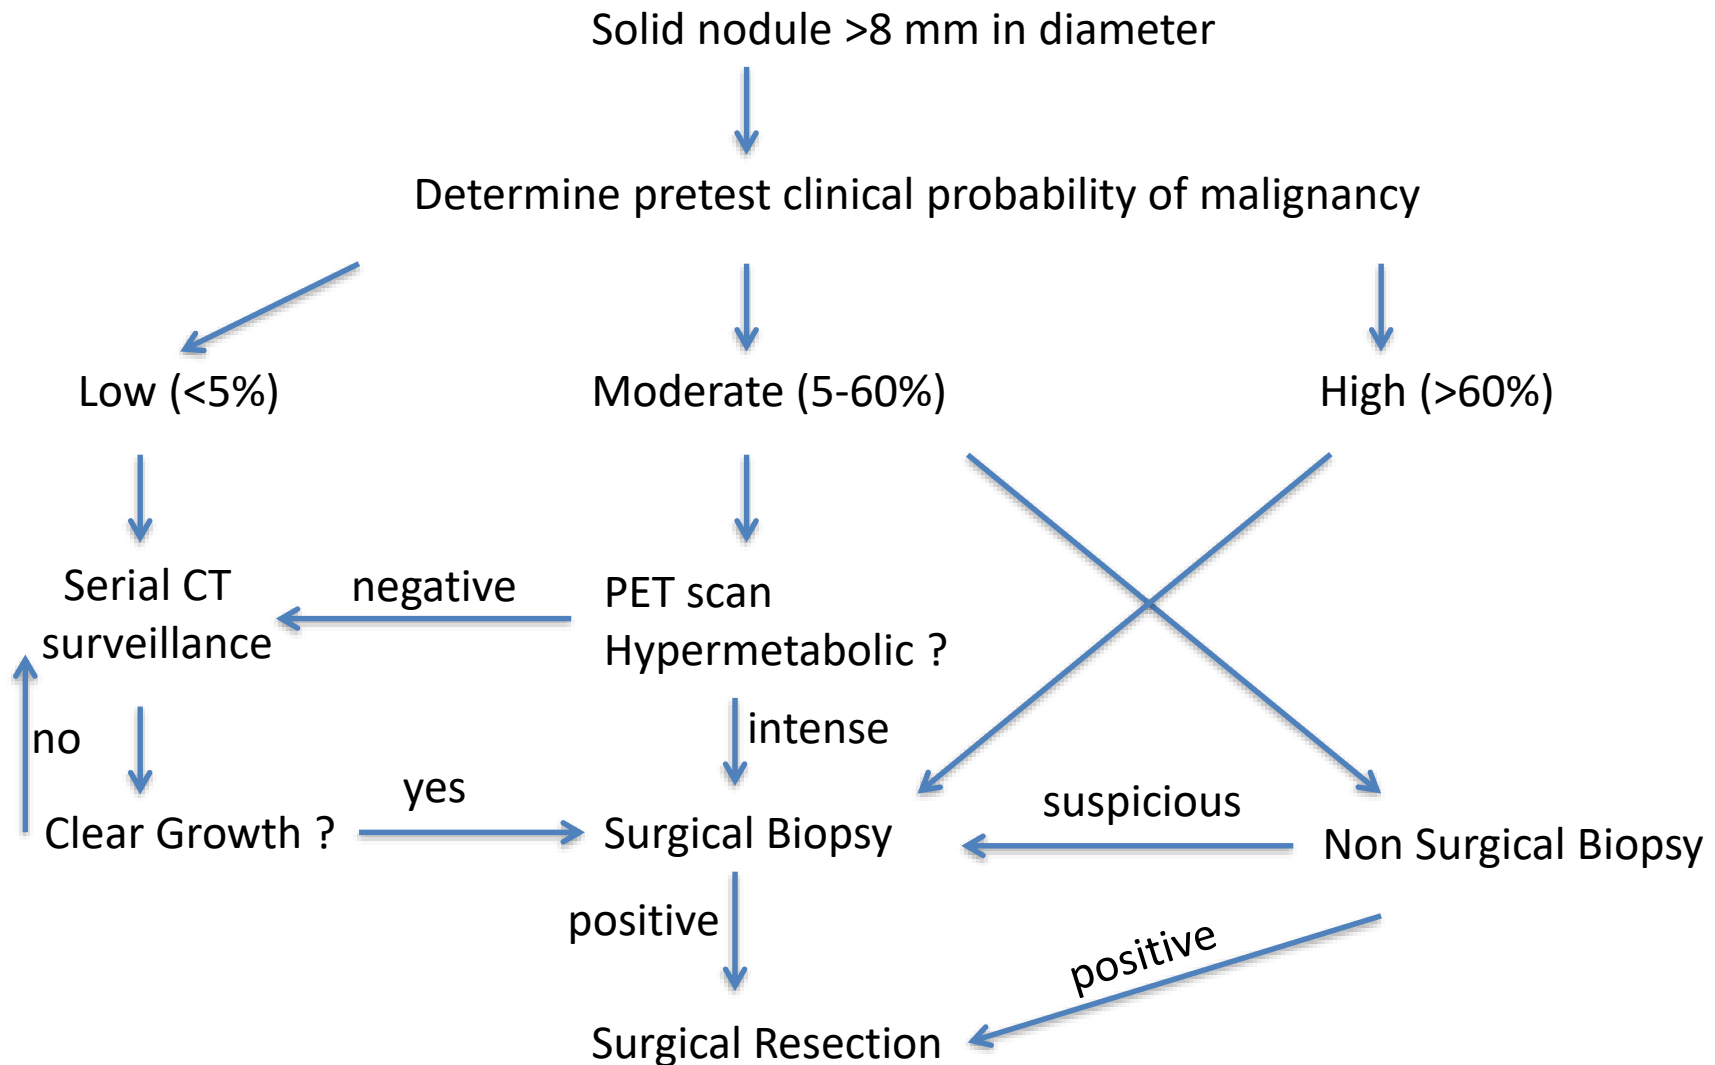 Solid nodule >8 mm in diameter
Determine pretest clinical probability of malignancy
Low (<5%)
Moderate (5-60%)
High (>60%)
Serial CT
surveillance
negative
PET scan
Hypermetabolic ?
no
intense
Clear Growth ?
yes
Surgical Biopsy
suspicious
Non Surgical Biopsy
positive
positive
Surgical Resection